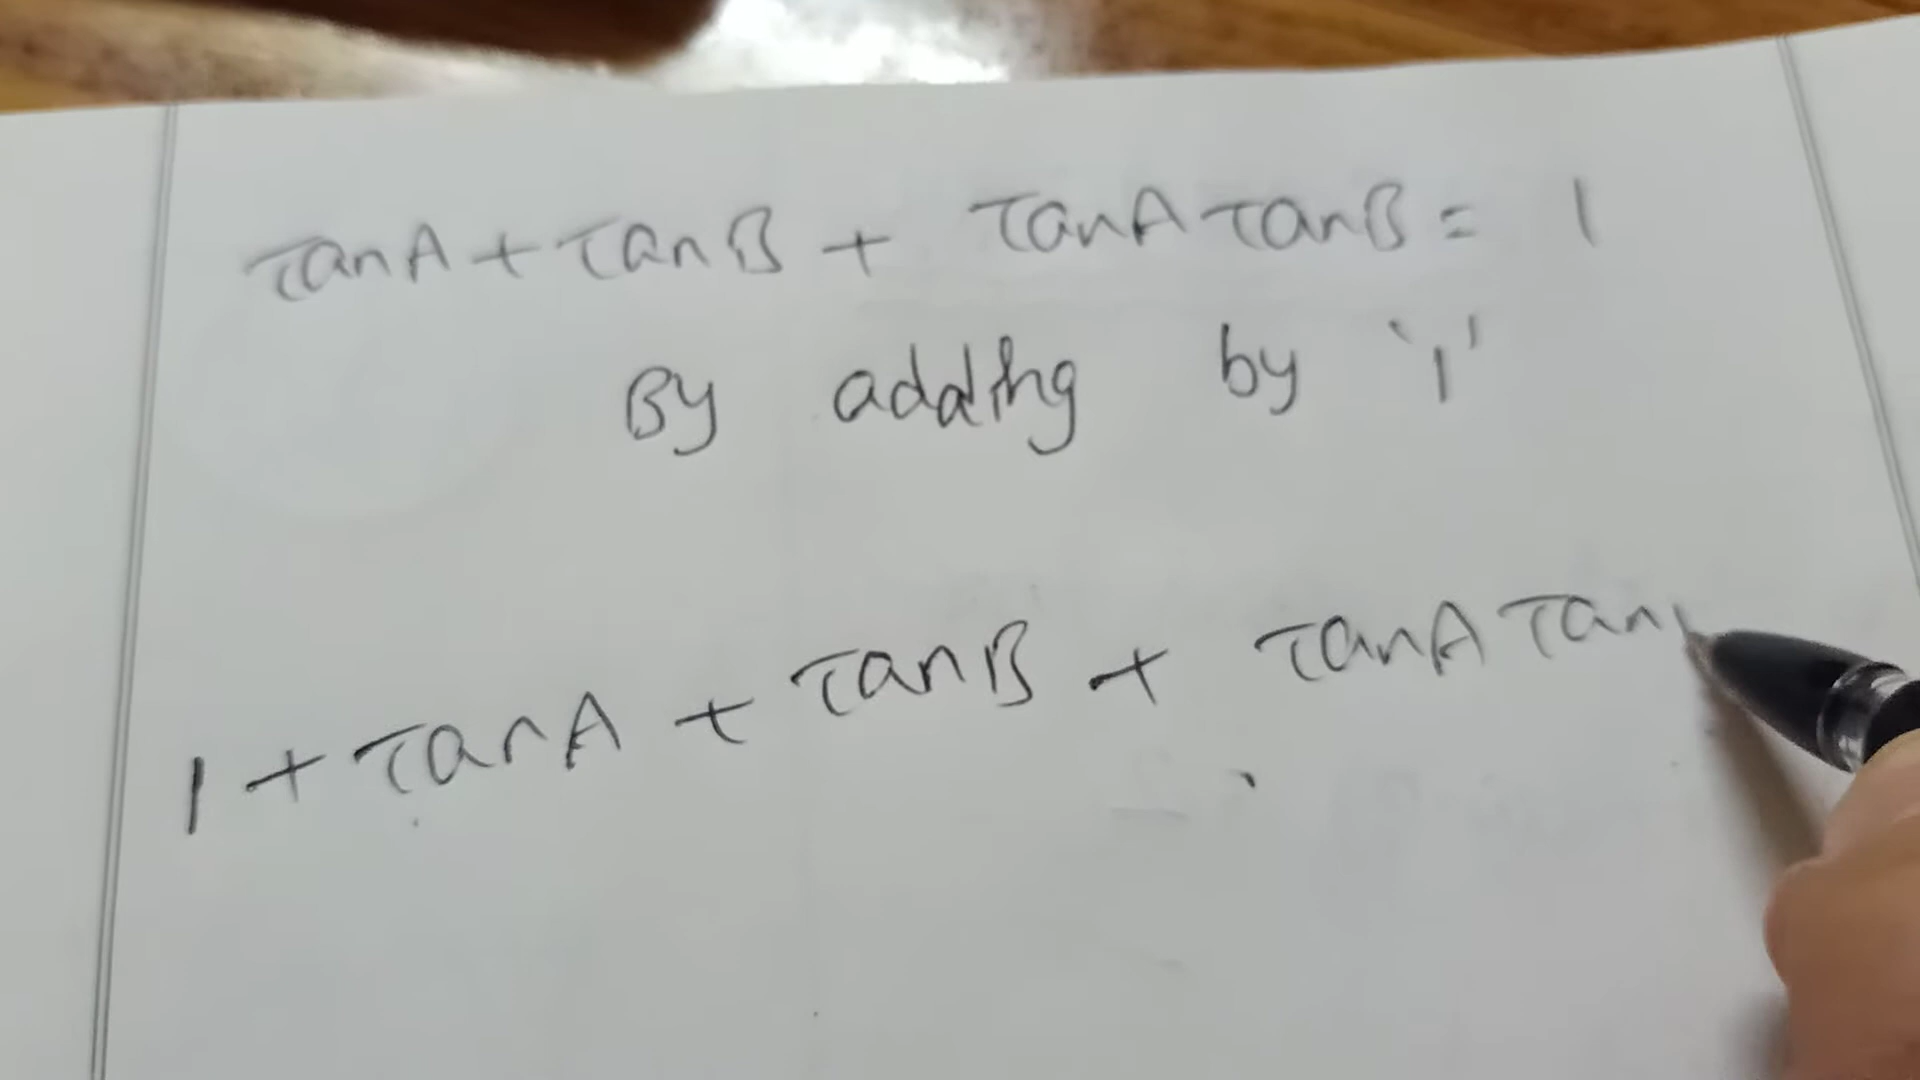 TanA + TanB + TanA TanB = 1
By adding by '1'
1 + TanA + TanB + TanA Tan